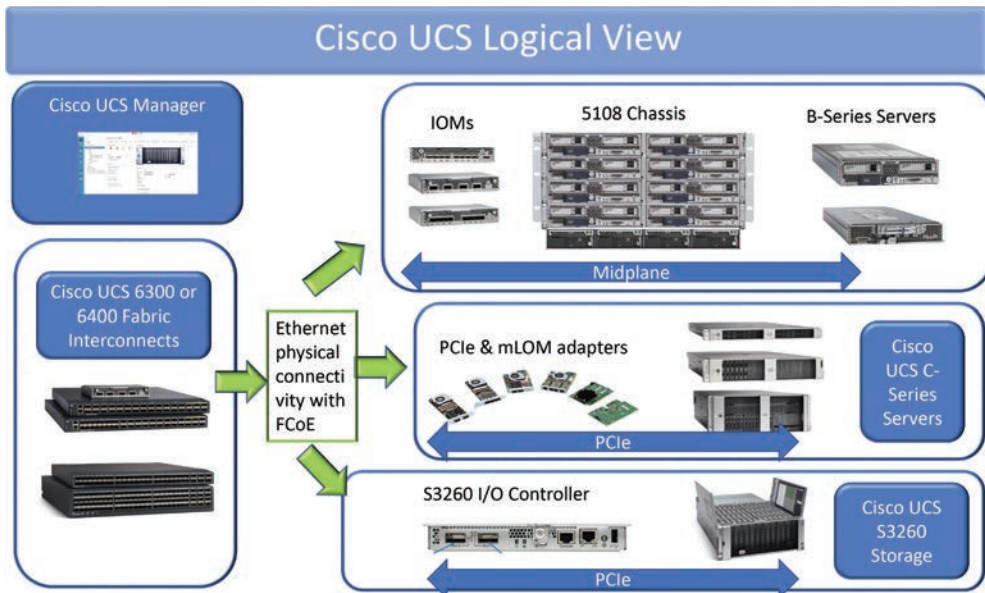 Cisco UCS Logical View
Cisco UCS Manager
IOMs
5108 Chassis
B-Series Servers
Midplane
Cisco UCS 6300 or
6400 Fabric
Interconnects
Ethernet
physical
connecti
vity with
FCoE
PCIe & mLOM adapters
Cisco
UCS C-
Series
Servers
PCIe
S3260 I/O Controller
Cisco UCS
S3260
Storage
PCIe